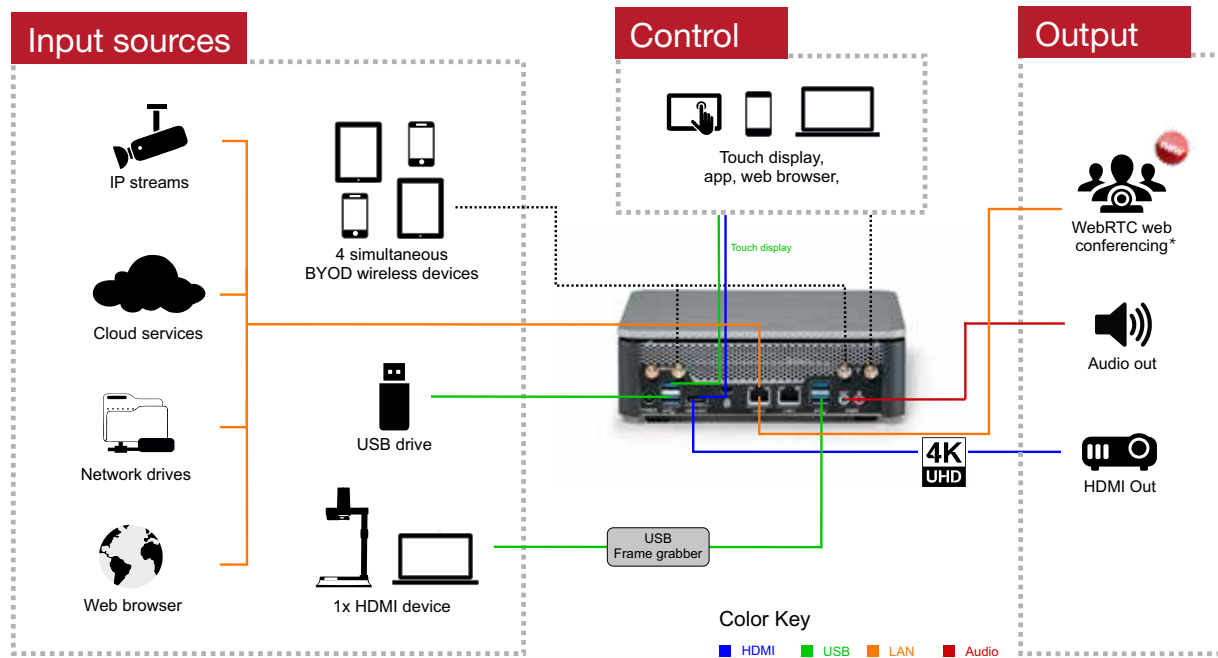 Input sources
Control
Output
IP streams
4 simultaneous
BYOD wireless devices
Cloud services
USB drive
Network drives
Web browser
1x HDMI device
Touch display,
app, web browser,
Touch display
new
WebRTC web
conferencing*
Audio out
4K
UHD
HDMI Out
USB
Frame grabber
Color Key
HDMI
USB
LAN
Audio